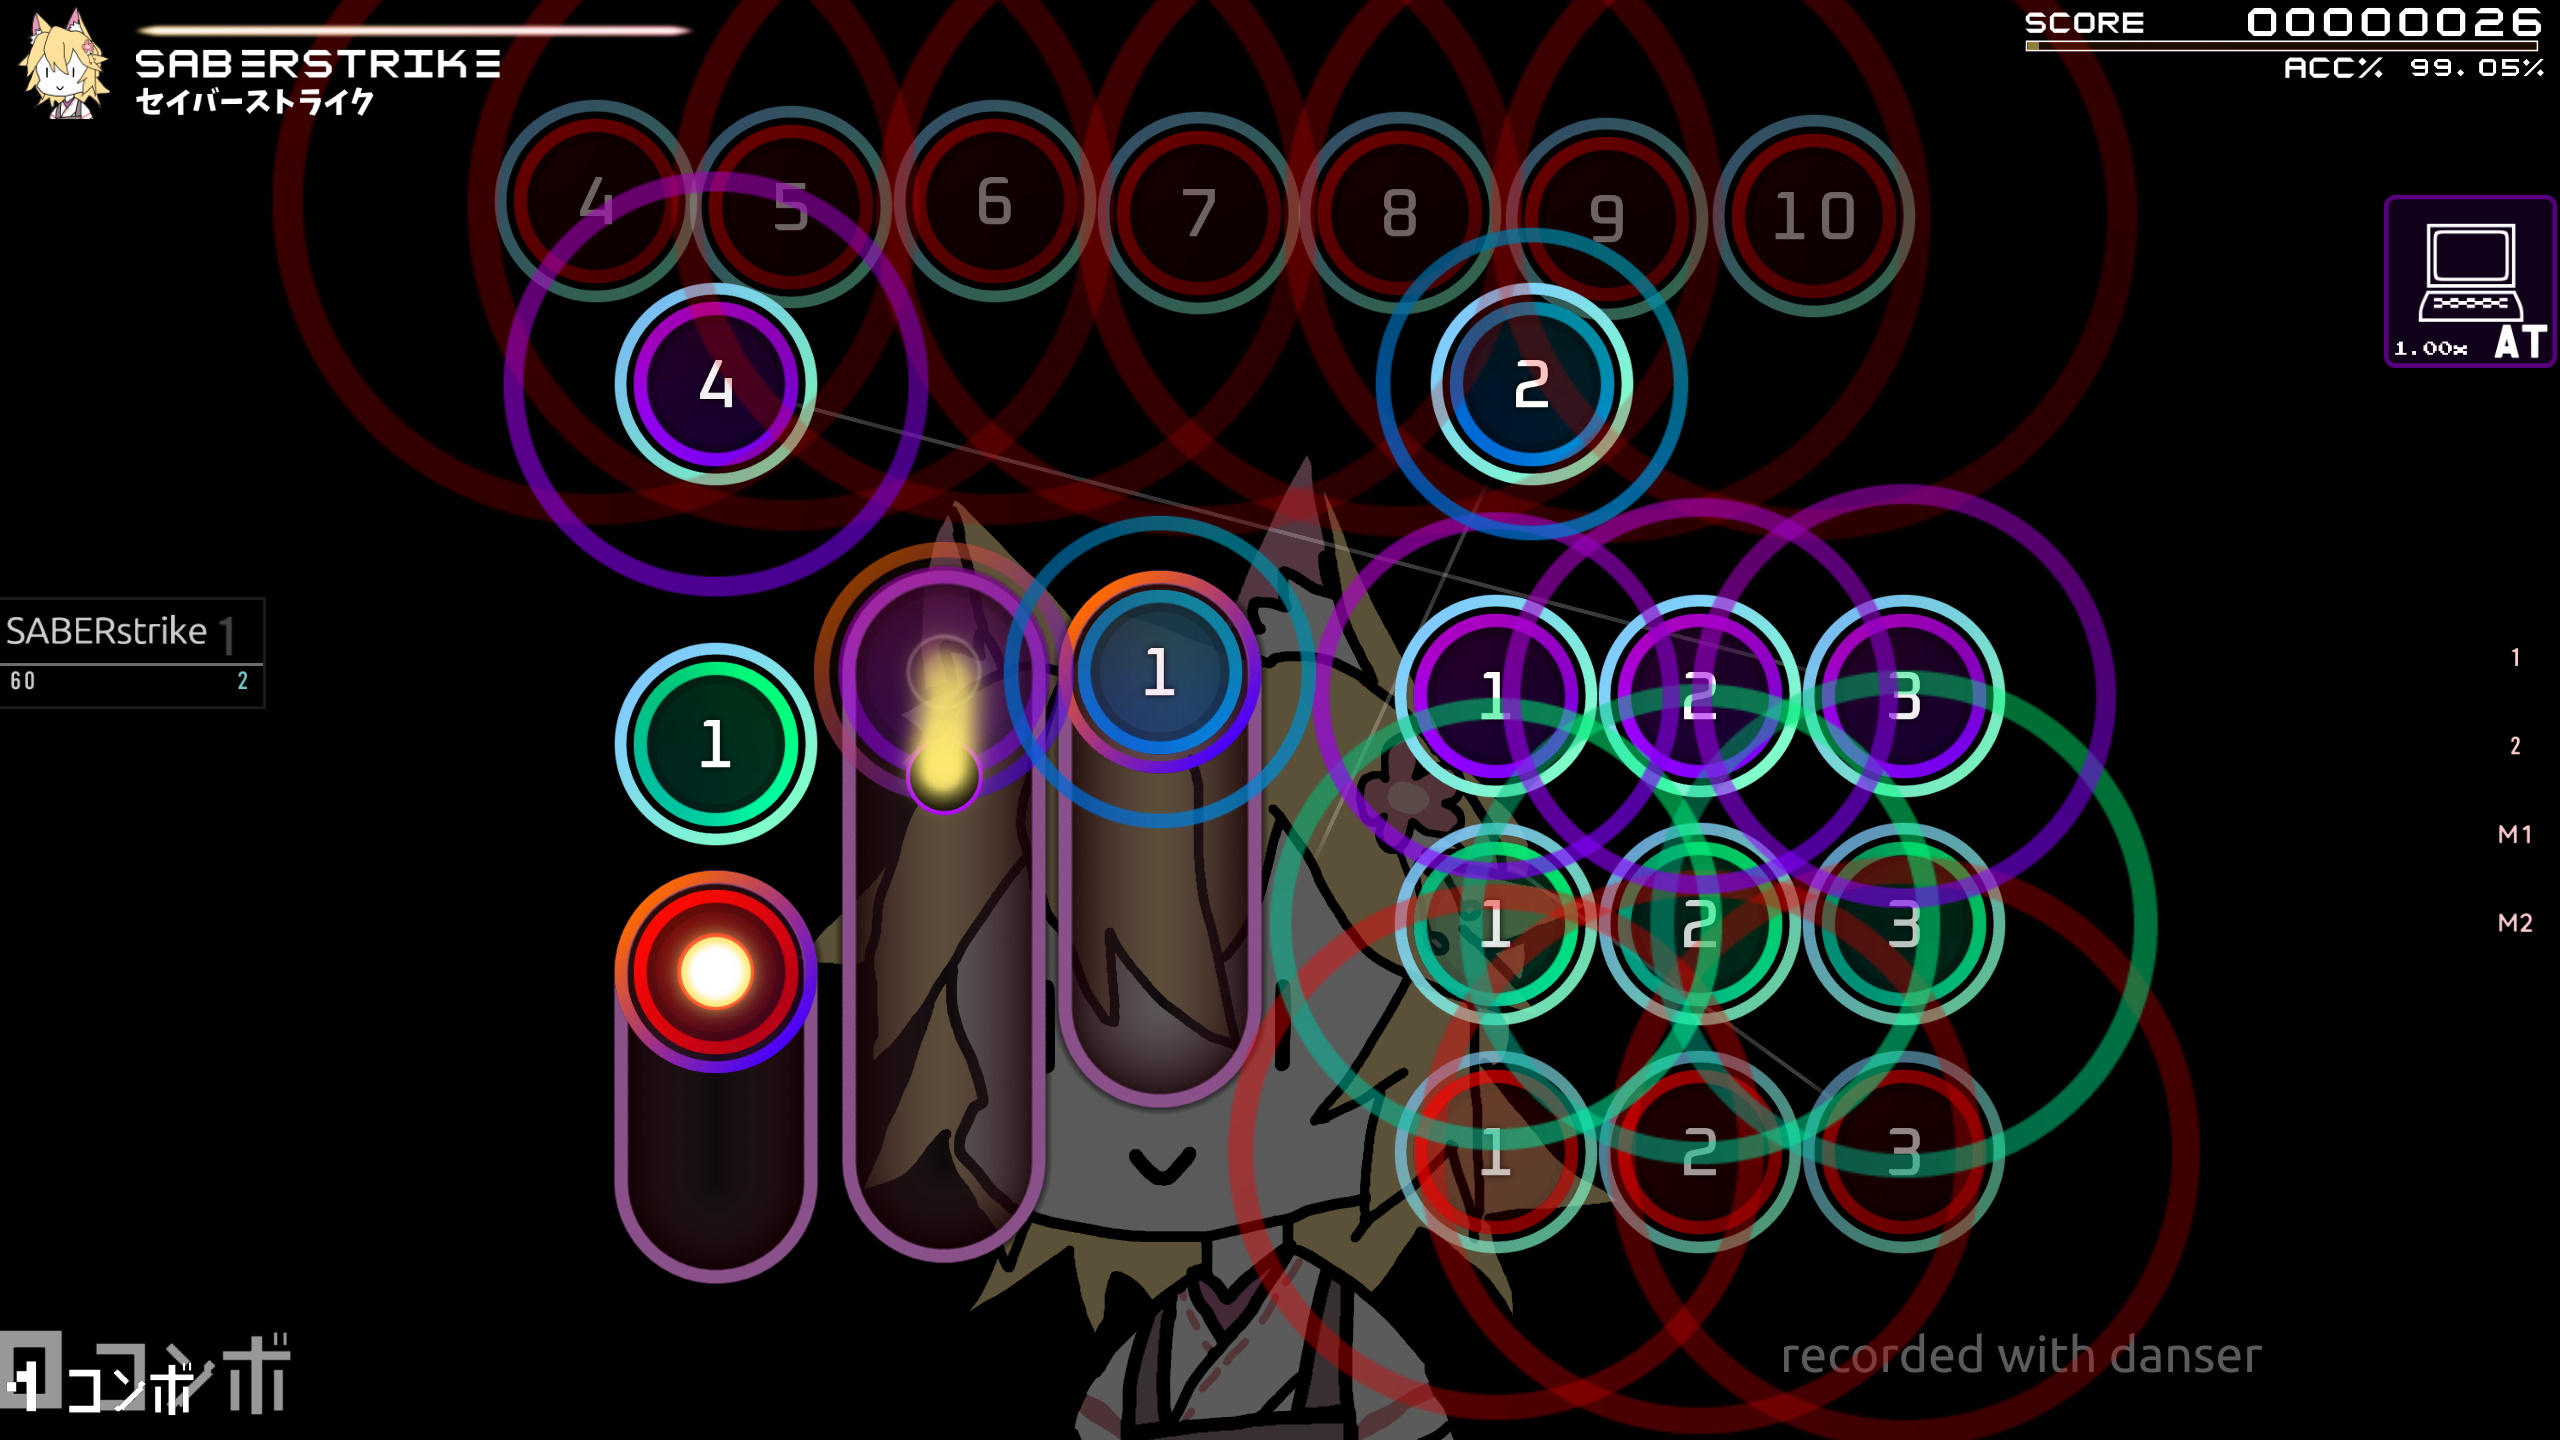 SABERSTRIKE
セイバーストライク
SCORE 00000026
ACC% 99.05%
4 5 6 7 8 9 10
4 2
1.00x AT
SABERstrike 1
60 2
1
1
1 2 3
1 2 3
1 2 3
1
2
M1
M2
1コンボ
recorded with danser